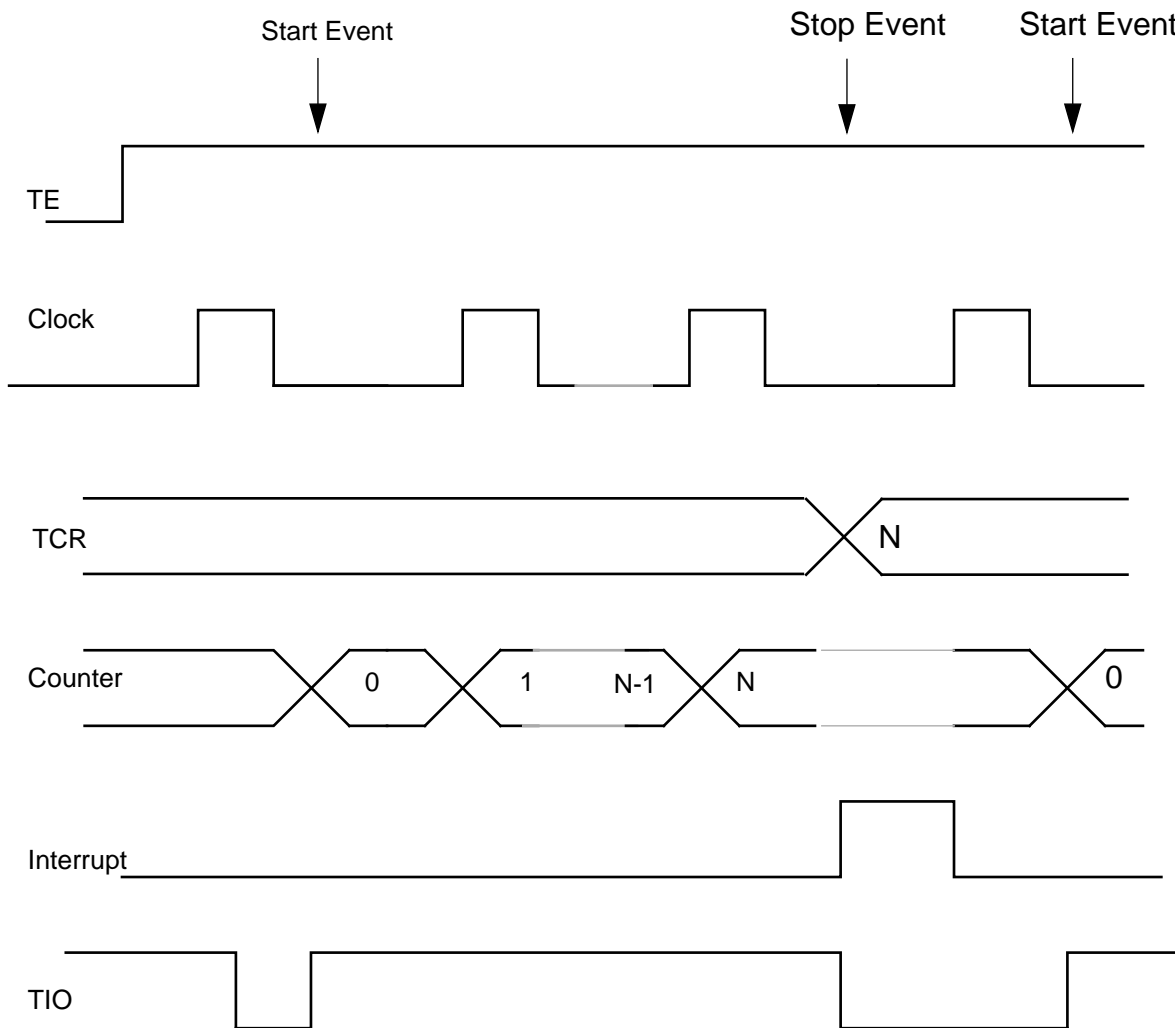 Start Event
Stop Event
Start Event
TE
Clock
TCR
N
Counter
0
1
N-1
N
0
Interrupt
TIO